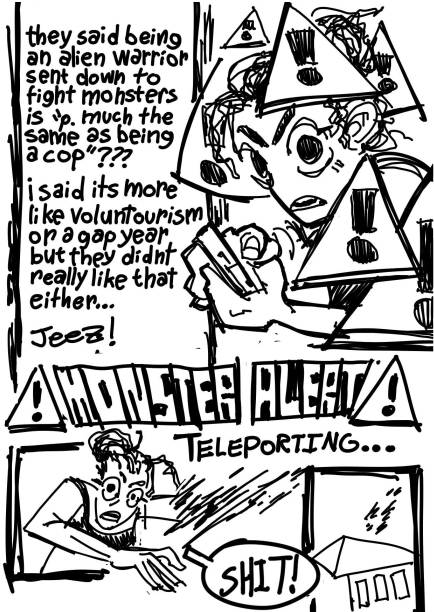 they said being
an alien warrior
sent down to
fight monsters
is "p. much the
same as being
a cop"???
i said its more
like voluntourism
or a gap year
but they didnt
really like that
either...
Jeez!
! MONSTER ALERT !
TELEPORTING...
SHIT!